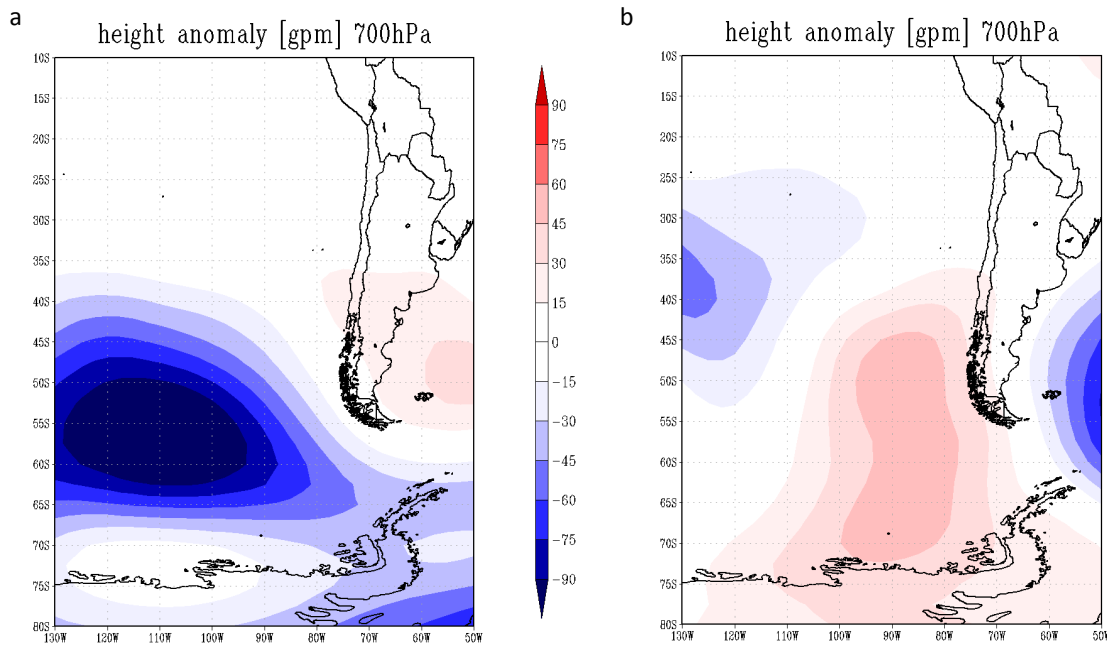 a
height anomaly [gpm] 700hPa
10S
15S
20S
25S
30S
35S
40S
45S
50S
55S
60S
65S
70S
75S
80S
130W 120W 110W 100W 90W 80W 70W 60W 50W
90
75
60
45
30
15
0
-15
-30
-45
-60
-75
-90
b
height anomaly [gpm] 700hPa
10S
15S
20S
25S
30S
35S
40S
45S
50S
55S
60S
65S
70S
75S
80S
130W 120W 110W 100W 90W 80W 70W 60W 50W